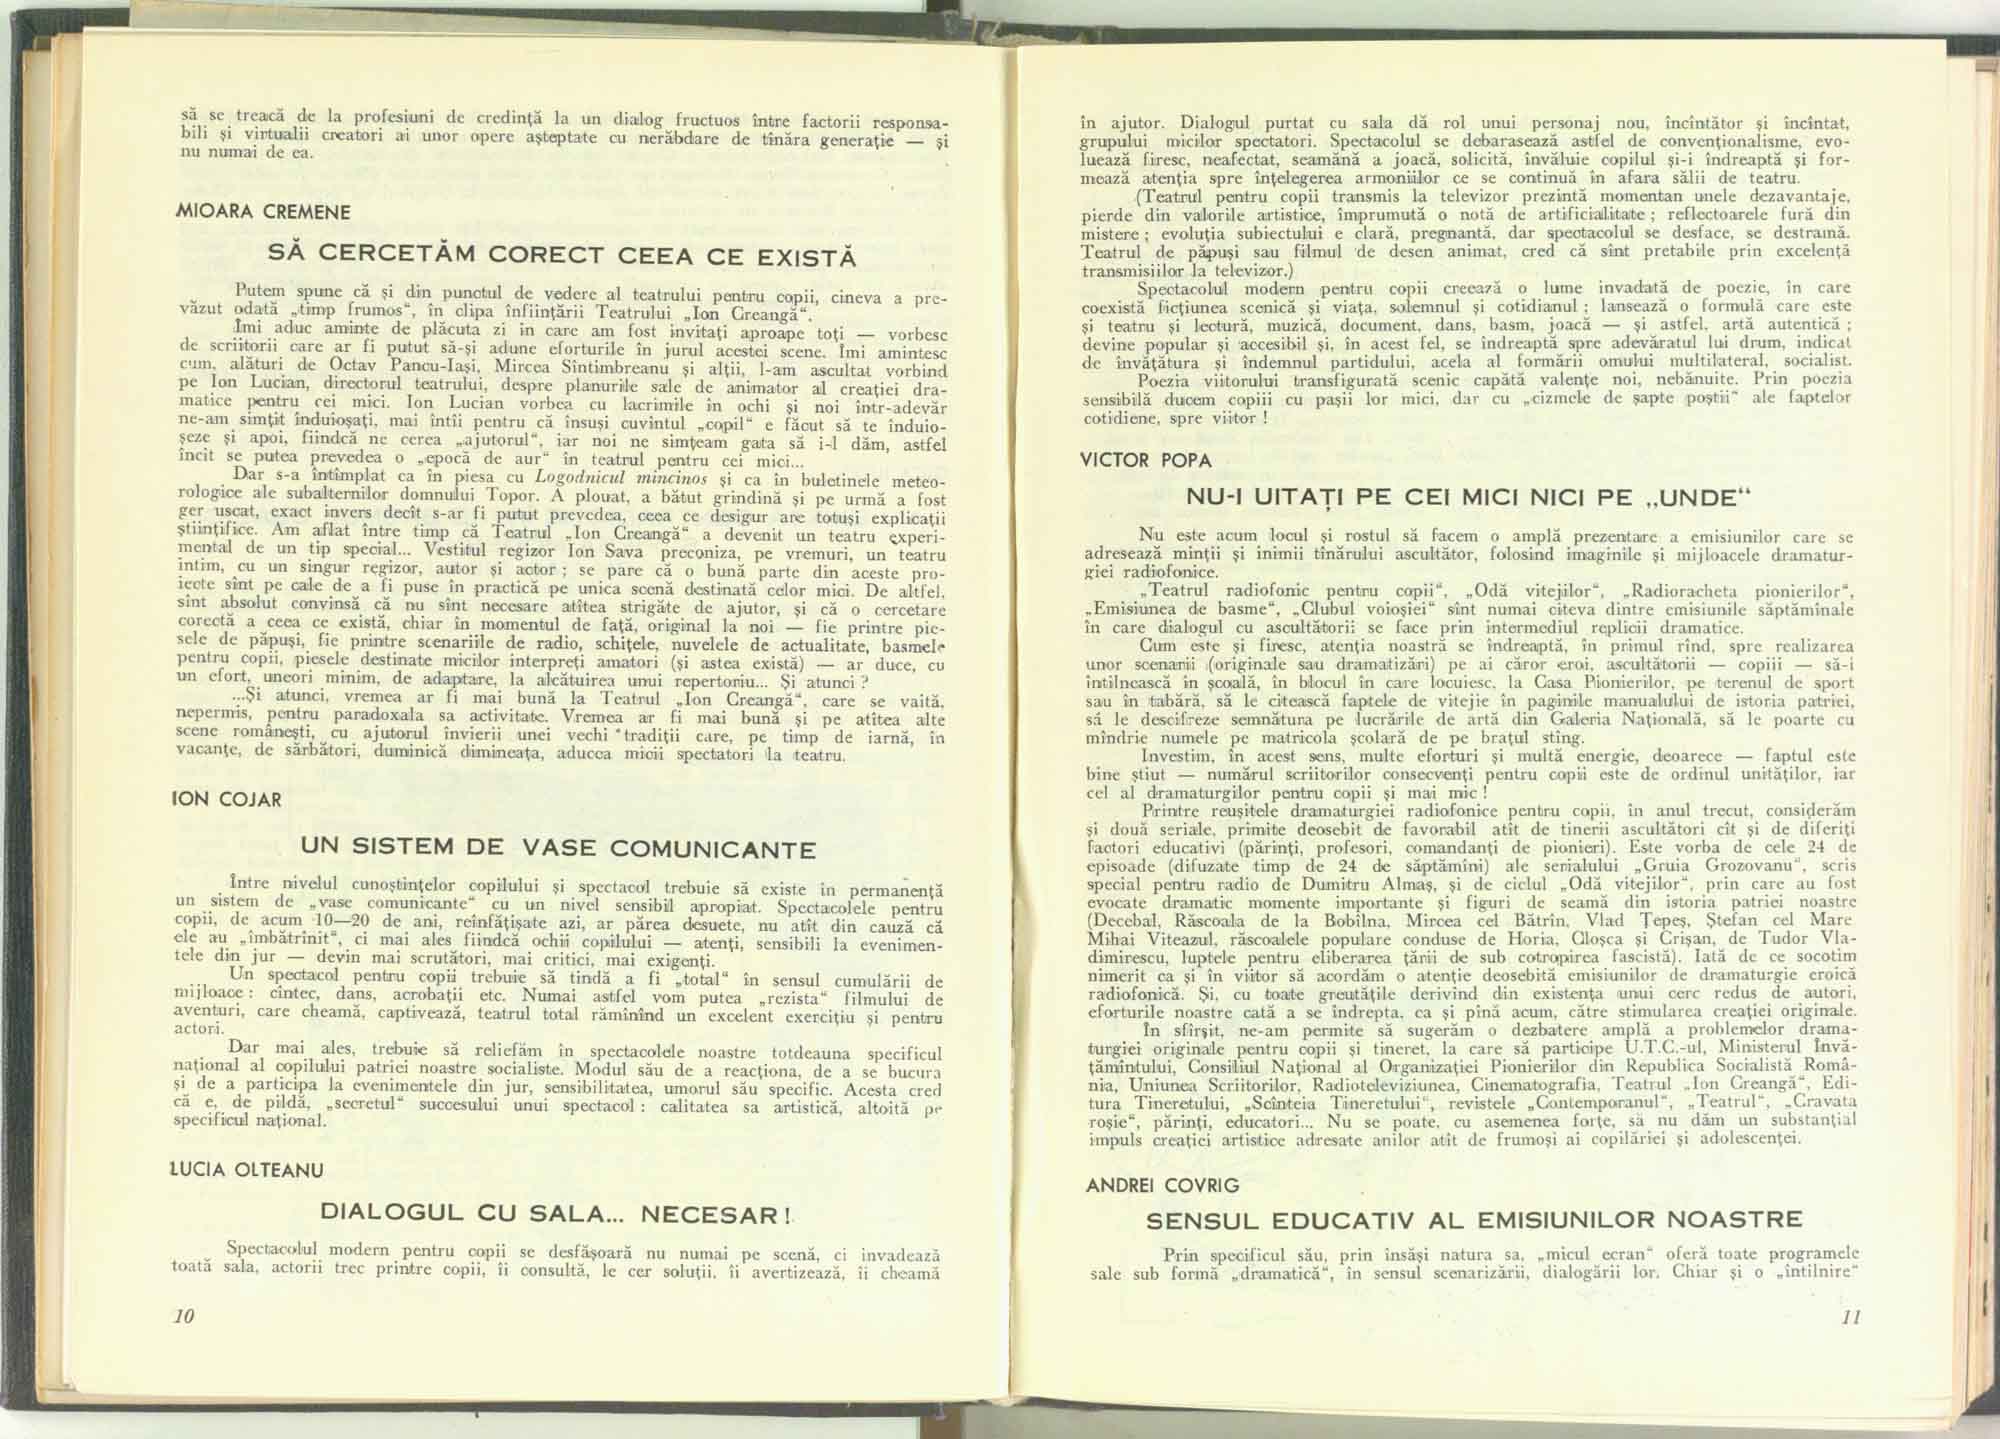 să se treacă de la profesiuni de credință la un dialog fructuos între factorii responsa-
bili și virtualii creatori ai unor opere așteptate cu nerăbdare de tînăra generație — și
nu numai de ea.
MIOARA CREMENE
SĂ CERCETĂM CORECT CEEA CE EXISTĂ
Putem spune că și din punctul de vedere al teatrului pentru copii, cineva a pre-
văzut odată „timp frumos“, în clipa înființării Teatrului „Ion Creangă“.
Îmi aduc aminte de plăcuta zi în care am fost invitați aproape toți — vorbesc
de scriitorii care ar fi putut să-și adune eforturile în jurul acestei scene. Îmi amintesc
cum, alături de Octav Pancu-Iași, Mircea Sîntimbreanu și alții, l-am ascultat vorbind
pe Ion Lucian, directorul teatrului, despre planurile sale de animator al creației dra-
matice pentru cei mici. Ion Lucian vorbea cu lacrimile în ochi și noi într-adevăr
ne-am simțit înduioșați, mai întîi pentru că însuși cuvîntul „copil“ e făcut să te înduio-
șeze și apoi, fiindcă ne cerea „ajutorul“, iar noi ne simțeam gata să i-l dăm, astfel
încît se putea prevedea o „epocă de aur“ în teatrul pentru cei mici...
Dar s-a întîmplat ca în piesa cu Logodnicul mincinos și ca în buletinele meteo-
rologice ale subalternilor domnului Topor. A plouat, a bătut grindină și pe urmă a fost
ger uscat, exact invers decît s-ar fi putut prevedea, ceea ce desigur are totuși explicații
științifice. Am aflat între timp că Teatrul „Ion Creangă“ a devenit un teatru experi-
mental de un tip special... Vestitul regizor Ion Sava preconiza, pe vremuri, un teatru
intim, cu un singur regizor, autor și actor ; se pare că o bună parte din aceste pro-
iecte sînt pe cale de a fi puse în practică pe unica scenă destinată celor mici. De altfel,
sînt absolut convinsă că nu sînt necesare atîtea strigăte de ajutor, și că o cercetare
corectă a ceea ce există, chiar în momentul de față, original la noi — fie printre pie-
sele de păpuși, fie printre scenariile de radio, schițele, nuvelele de actualitate, basmele
pentru copii, piesele destinate micilor interpreți amatori (și astea există) — ar duce, cu
un efort, uneori minim, de adaptare, la alcătuirea unui repertoriu... Și atunci ?
...Și atunci, vremea ar fi mai bună la Teatrul „Ion Creangă“, care se vaită,
nepermis, pentru paradoxala sa activitate. Vremea ar fi mai bună și pe atîtea alte
scene românești, cu ajutorul învierii unei vechi tradiții care, pe timp de iarnă, în
vacanțe, de sărbători, duminică dimineața, aducea micii spectatori la teatru.
ION COJAR
UN SISTEM DE VASE COMUNICANTE
Între nivelul cunoștințelor copilului și spectacol trebuie să existe în permanență
un sistem de „vase comunicante“ cu un nivel sensibil apropiat. Spectacolele pentru
copii, de acum 10—20 de ani, reînfățișate azi, ar părea desuete, nu atît din cauză că
ele au „îmbătrînit“, ci mai ales fiindcă ochii copilului — atenți, sensibili la evenimen-
tele din jur — devin mai scrutători, mai critici, mai exigenți.
Un spectacol pentru copii trebuie să tindă a fi „total“ în sensul cumulării de
mijloace : cîntec, dans, acrobații etc. Numai astfel vom putea „rezista“ filmului de
aventuri, care cheamă, captivează, teatrul total rămînînd un excelent exercițiu și pentru
actori.
Dar mai ales, trebuie să reliefăm în spectacolele noastre totdeauna specificul
național al copilului patriei noastre socialiste. Modul său de a reacționa, de a se bucura
și de a participa la evenimentele din jur, sensibilitatea, umorul său specific. Acesta cred
că e, de pildă, „secretul“ succesului unui spectacol : calitatea sa artistică, altoită pe
specificul național.
LUCIA OLTEANU
DIALOGUL CU SALA... NECESAR !
Spectacolul modern pentru copii se desfășoară nu numai pe scenă, ci invadează
toată sala, actorii trec printre copii, îi consultă, le cer soluții, îi avertizează, îi cheamă
10
în ajutor. Dialogul purtat cu sala dă rol unui personaj nou, încîntător și încîntat,
grupului micilor spectatori. Spectacolul se debarasează astfel de convenționalisme, evo-
luează firesc, neafectat, seamănă a joacă, solicită, învăluie copilul și-i îndreaptă și for-
mează atenția spre înțelegerea armoniilor ce se continuă în afara sălii de teatru.
(Teatrul pentru copii transmis la televizor prezintă momentan unele dezavantaje,
pierde din valorile artistice, împrumută o notă de artificialitate ; reflectoarele fură din
mistere ; evoluția subiectului e clară, pregnantă, dar spectacolul se desface, se destramă.
Teatrul de păpuși sau filmul de desen animat, cred că sînt pretabile prin excelență
transmisiilor la televizor.)
Spectacolul modern pentru copii creează o lume invadată de poezie, în care
coexistă ficțiunea scenică și viața, solemnul și cotidianul ; lansează o formulă care este
și teatru și lectură, muzică, document, dans, basm, joacă — și astfel, artă autentică ;
devine popular și accesibil și, în acest fel, se îndreaptă spre adevăratul lui drum, indicat
de învățătura și îndemnul partidului, acela al formării omului multilateral, socialist.
Poezia viitorului transfigurată scenic capătă valențe noi, nebănuite. Prin poezia
sensibilă ducem copiii cu pașii lor mici, dar cu „cizmele de șapte poștii“ ale faptelor
cotidiene, spre viitor !
VICTOR POPA
NU-I UITAȚI PE CEI MICI NICI PE „UNDE“
Nu este acum locul și rostul să facem o amplă prezentare a emisiunilor care se
adresează minții și inimii tînărului ascultător, folosind imaginile și mijloacele dramatur-
giei radiofonice.
„Teatrul radiofonic pentru copii“, „Odă vitejilor“, „Radioracheta pionierilor“,
„Emisiunea de basme“, „Clubul voioșiei“ sînt numai cîteva dintre emisiunile săptămînale
în care dialogul cu ascultătorii se face prin intermediul replicii dramatice.
Cum este și firesc, atenția noastră se îndreaptă, în primul rînd, spre realizarea
unor scenarii (originale sau dramatizări) pe ai căror eroi, ascultătorii — copiii — să-i
întîlnească în școală, în blocul în care locuiesc, la Casa Pionierilor, pe terenul de sport
sau în tabără, să le citească faptele de vitejie în paginile manualului de istoria patriei,
să le descifreze semnătura pe lucrările de artă din Galeria Națională, să le poarte cu
mîndrie numele pe matricola școlară de pe brațul stîng.
Investim, în acest sens, multe eforturi și multă energie, deoarece — faptul este
bine știut — numărul scriitorilor consecvenți pentru copii este de ordinul unităților, iar
cel al dramaturgilor pentru copii și mai mic !
Printre reușitele dramaturgiei radiofonice pentru copii, în anul trecut, considerăm
și două seriale, primite deosebit de favorabil atît de tinerii ascultători cît și de diferiți
factori educativi (părinți, profesori, comandanți de pionieri). Este vorba de cele 24 de
episoade (difuzate timp de 24 de săptămîni) ale serialului „Gruia Grozovanu“, scris
special pentru radio de Dumitru Almaș, și de ciclul „Odă vitejilor“, prin care au fost
evocate dramatic momente importante și figuri de seamă din istoria patriei noastre
(Decebal, Răscoala de la Bobîlna, Mircea cel Bătrîn, Vlad Țepeș, Ștefan cel Mare
Mihai Viteazul, răscoalele populare conduse de Horia, Cloșca și Crișan, de Tudor Vla-
dimirescu, luptele pentru eliberarea țării de sub cotropirea fascistă). Iată de ce socotim
nimerit ca și în viitor să acordăm o atenție deosebită emisiunilor de dramaturgie eroică
radiofonică. Și, cu toate greutățile derivînd din existența unui cerc redus de autori,
eforturile noastre cată a se îndrepta, ca și pînă acum, către stimularea creației originale.
În sfîrșit, ne-am permite să sugerăm o dezbatere amplă a problemelor drama-
turgiei originale pentru copii și tineret, la care să participe U.T.C.-ul, Ministerul Învă-
țămîntului, Consiliul Național al Organizației Pionierilor din Republica Socialistă Româ-
nia, Uniunea Scriitorilor, Radioteleviziunea, Cinematografia, Teatrul „Ion Creangă“, Edi-
tura Tineretului, „Scînteia Tineretului“, revistele „Contemporanul“, „Teatrul“, „Cravata
roșie“, părinți, educatori... Nu se poate, cu asemenea forțe, să nu dăm un substanțial
impuls creației artistice adresate anilor atît de frumoși ai copilăriei și adolescenței.
ANDREI COVRIG
SENSUL EDUCATIV AL EMISIUNILOR NOASTRE
Prin specificul său, prin însăși natura sa, „micul ecran“ oferă toate programele
sale sub formă „dramatică“, în sensul scenarizării, dialogării lor. Chiar și o „întîlnire“
11